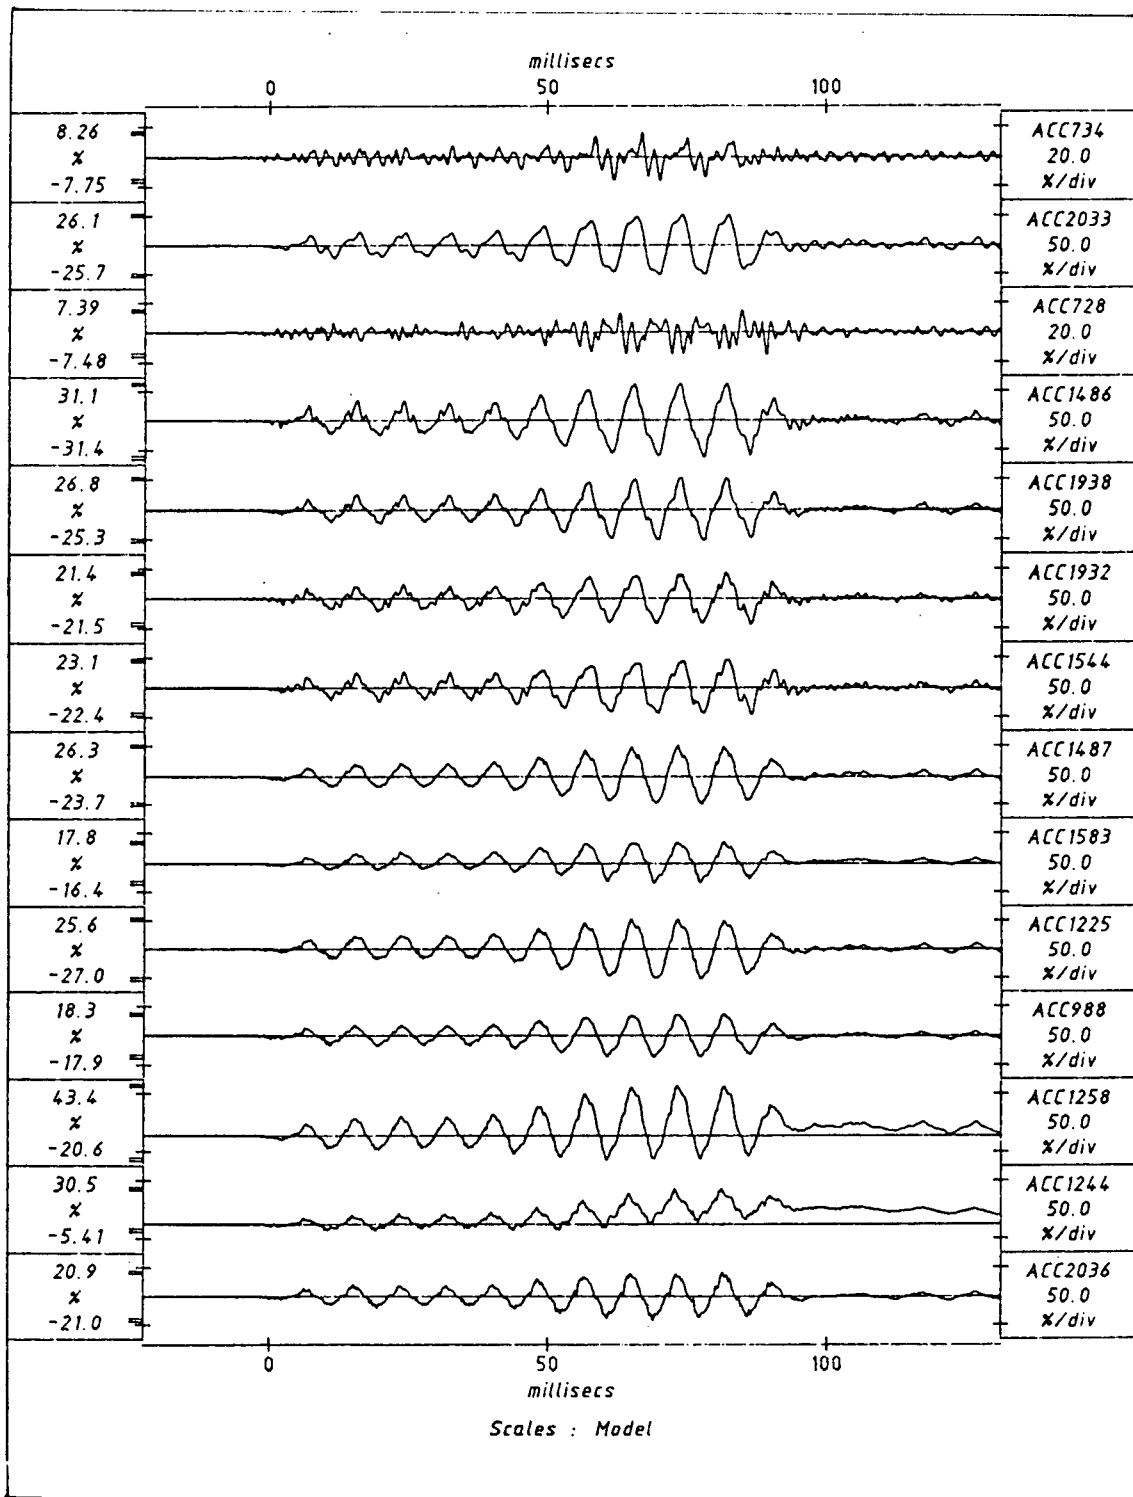 millisecs
0 50 100
8.26 ACC734
% 20.0
-7.75 %/div
26.1 ACC2033
% 50.0
-25.7 %/div
7.39 ACC728
% 20.0
-7.48 %/div
31.1 ACC1486
% 50.0
-31.4 %/div
26.8 ACC1938
% 50.0
-25.3 %/div
21.4 ACC1932
% 50.0
-21.5 %/div
23.1 ACC1544
% 50.0
-22.4 %/div
26.3 ACC1487
% 50.0
-23.7 %/div
17.8 ACC1583
% 50.0
-16.4 %/div
25.6 ACC1225
% 50.0
-27.0 %/div
18.3 ACC988
% 50.0
-17.9 %/div
43.4 ACC1258
% 50.0
-20.6 %/div
30.5 ACC1244
% 50.0
-5.41 %/div
20.9 ACC2036
% 50.0
-21.0 %/div
0 50 100
millisecs
Scales : Model